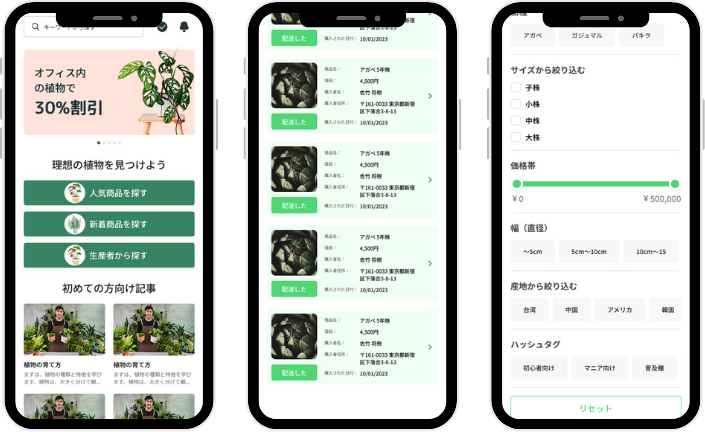 キーワードから探す
オフィス内
の植物で
30%割引
理想の植物を見つけよう
人気商品を探す
新着商品を探す
生産者から探す
初めての方向け記事
植物の育て方
まずは、植物の種類と特徴を学び
ます。植物は、大きく分けて観...
植物の育て方
まずは、植物の種類と特徴を学び
ます。植物は、大きく分けて観...
区下落合3-8-13
配送した
購入された日付： 10/01/2023
商品名： アガベ 5年株
価格： 4,500円
購入者名： 佐竹 将樹
購入者住所： 〒161-0033 東京都新宿
区下落合3-8-13
配送した
購入された日付： 10/01/2023
商品名： アガベ 5年株
価格： 4,500円
購入者名： 佐竹 将樹
購入者住所： 〒161-0033 東京都新宿
区下落合3-8-13
配送した
購入された日付： 10/01/2023
商品名： アガベ 5年株
価格： 4,500円
購入者名： 佐竹 将樹
購入者住所： 〒161-0033 東京都新宿
区下落合3-8-13
配送した
購入された日付： 10/01/2023
商品名： アガベ 5年株
価格： 4,500円
購入者名： 佐竹 将樹
購入者住所： 〒161-0033 東京都新宿
区下落合3-8-13
配送した
購入された日付： 10/01/2023
アガベ ガジュマル パキラ
サイズから絞り込む
子株
小株
中株
大株
価格帯
¥ 0 ¥ 500,000
幅（直径）
〜5cm 5cm〜10cm 10cm〜15
産地から絞り込む
台湾 中国 アメリカ 韓国
ハッシュタグ
初心者向け マニア向け 普及種
リセット